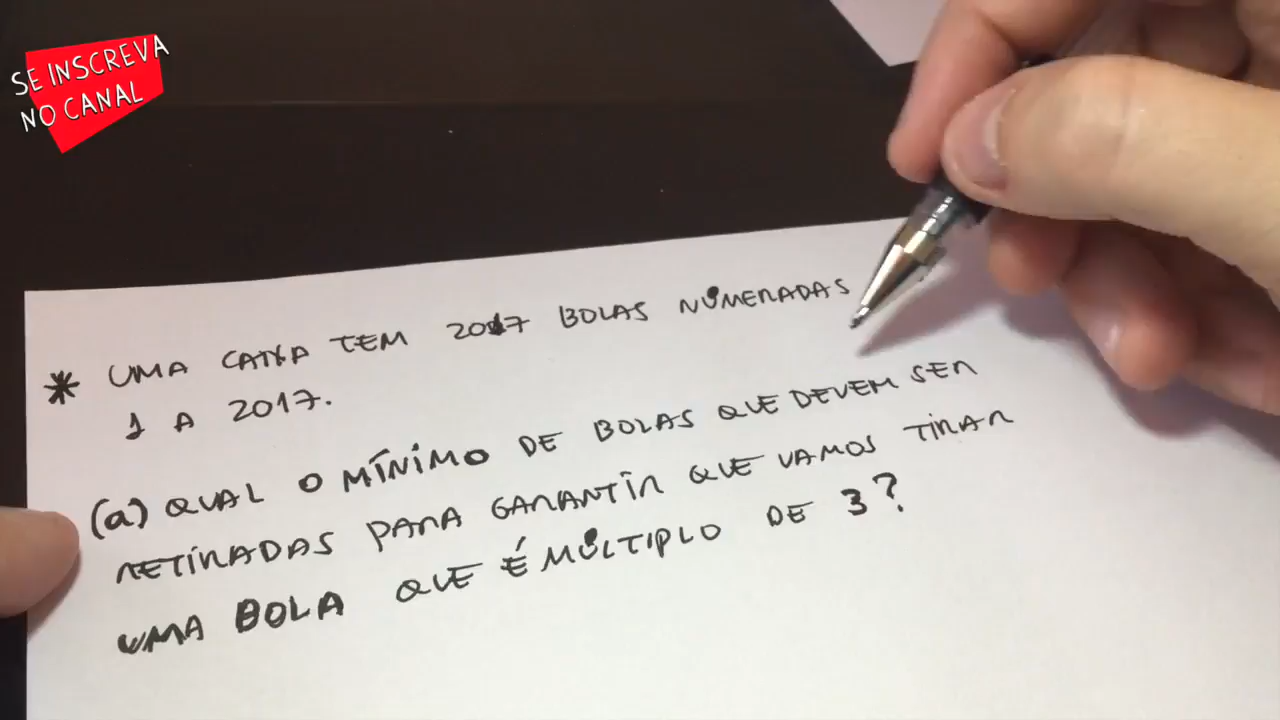 SE INSCREVA
NO CANAL
* UMA CAIXA TEM 2017 BOLAS NUMERADAS
1 A 2017.
(a) QUAL O MÍNIMO DE BOLAS QUE DEVEM SER
RETIRADAS PARA GARANTIR QUE VAMOS TIRAR
UMA BOLA QUE É MÚLTIPLO DE 3?